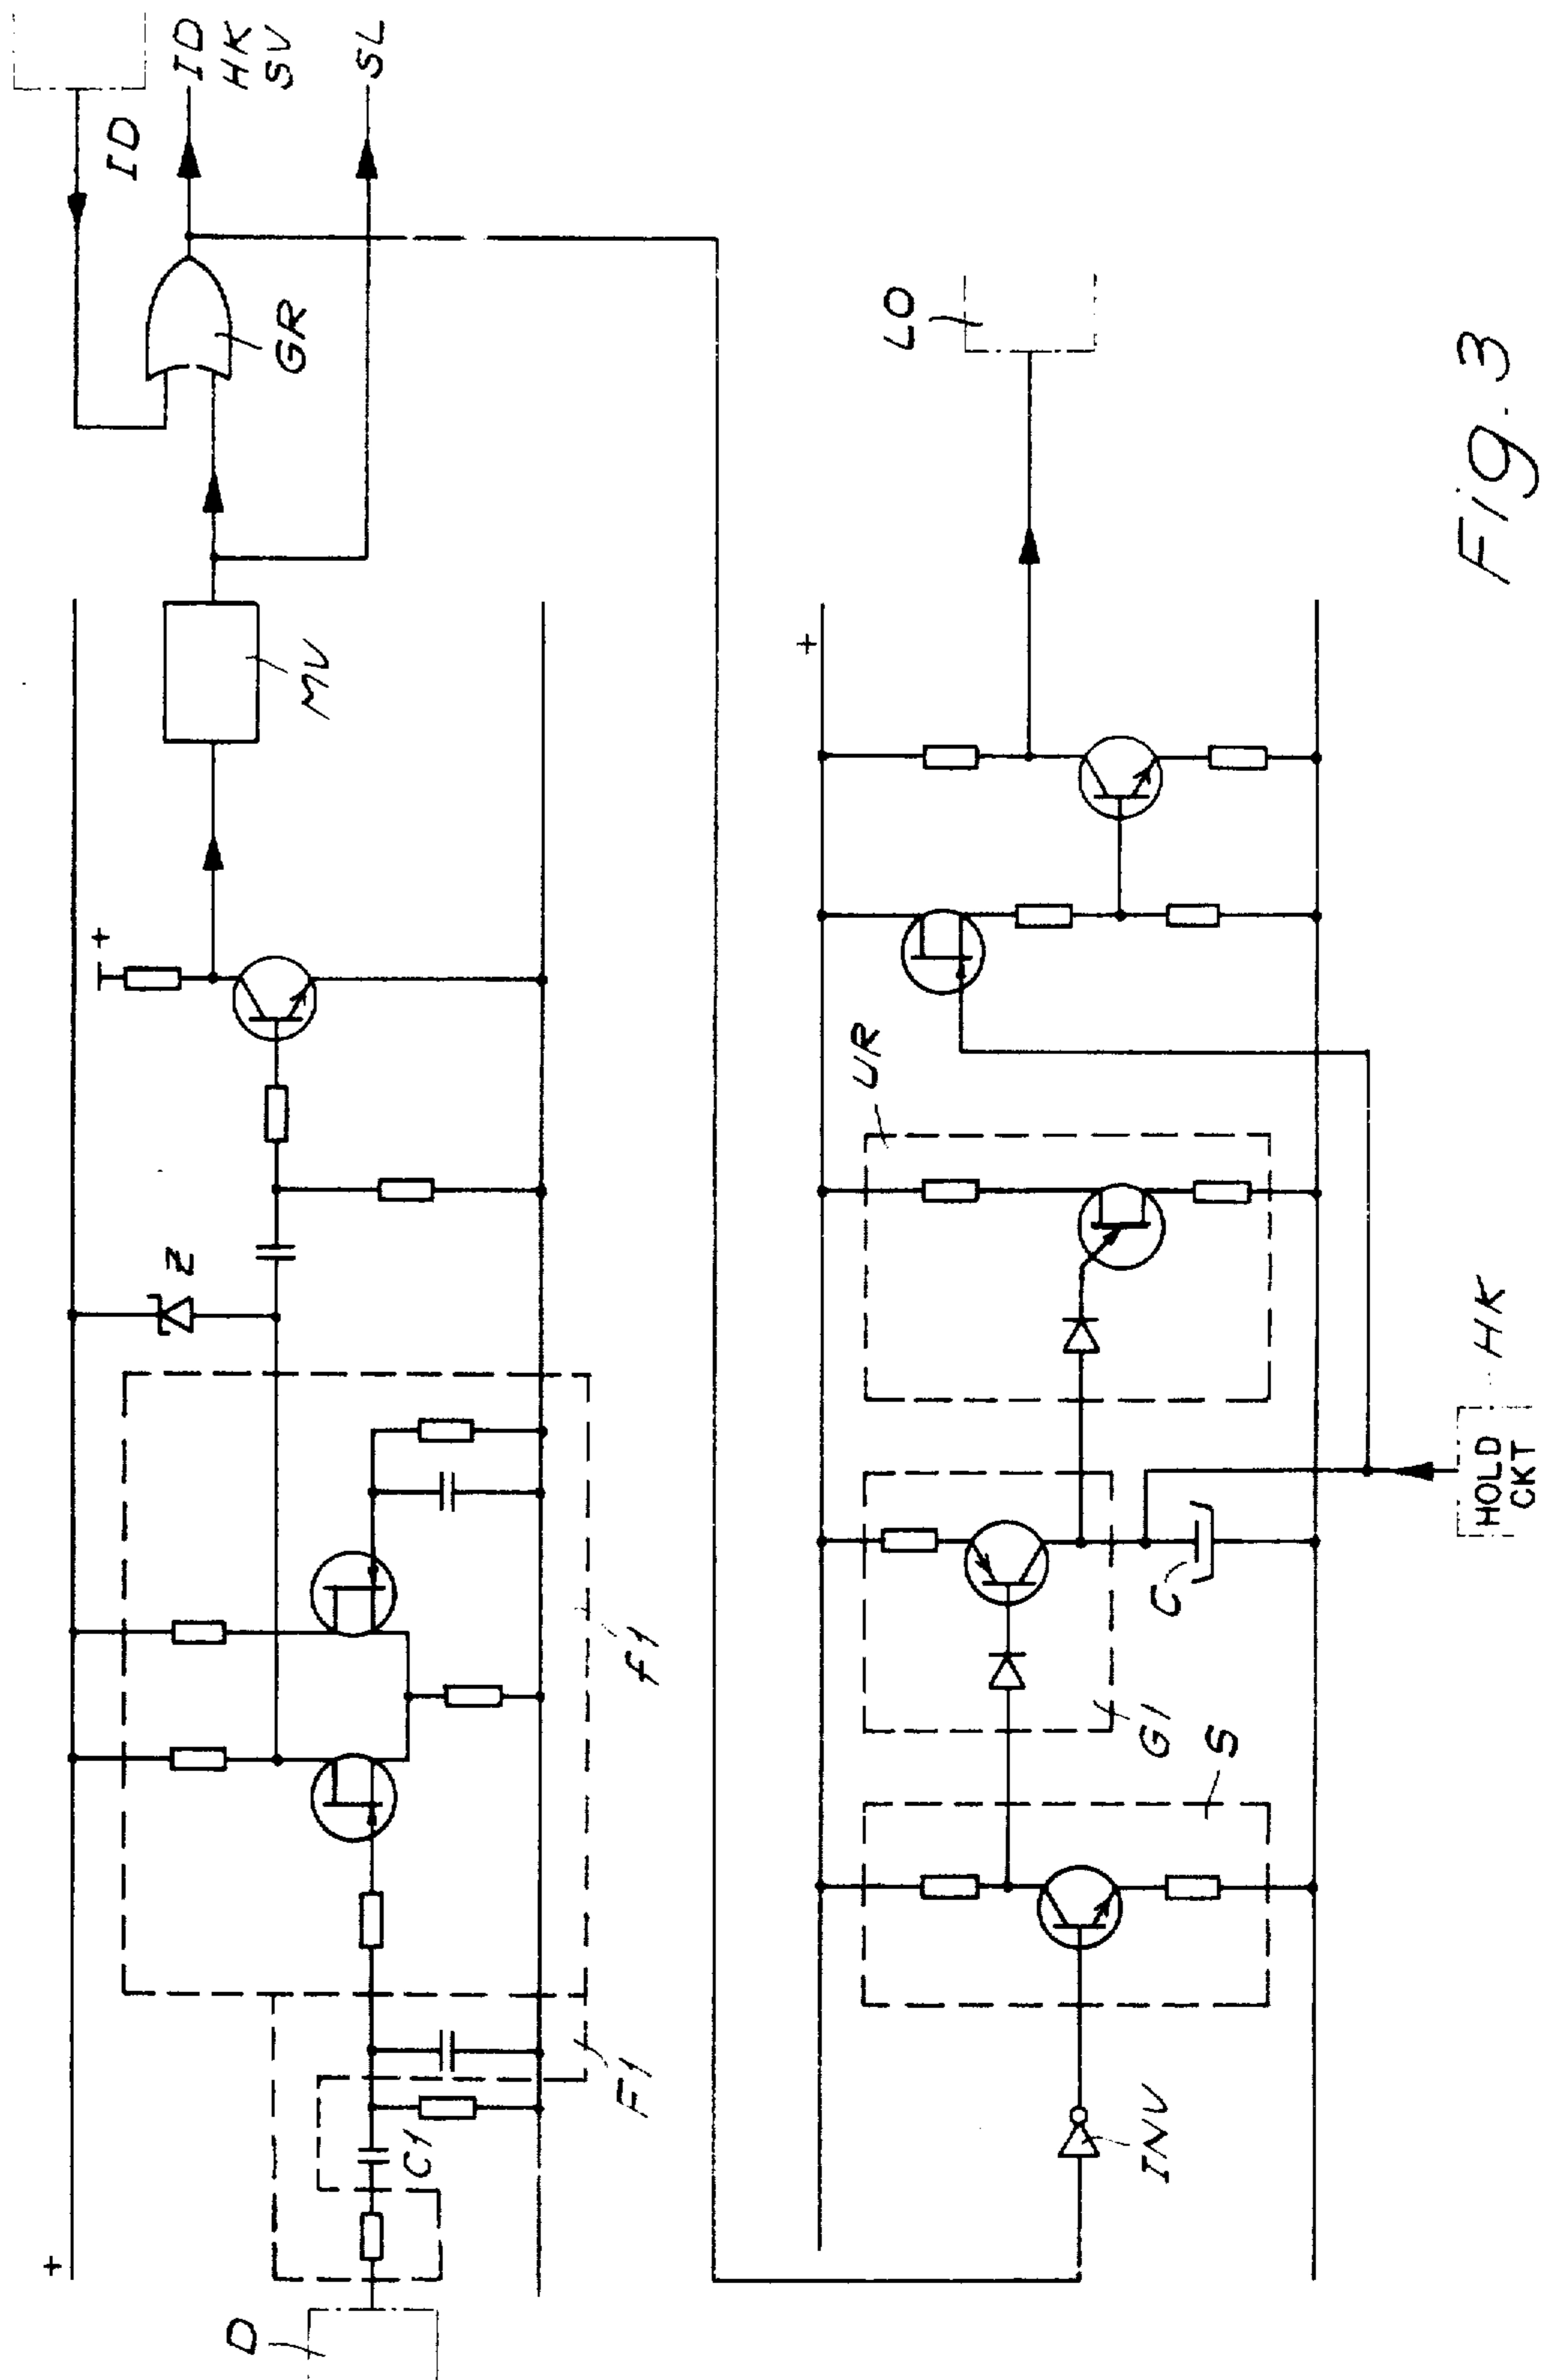 D
+
C1
F1
f1
Z
+
MV
GR
ID
ID
HK
SV
SL
INV
S
G1
C
UR
+
LO
HOLD
CKT
HK
Fig. 3